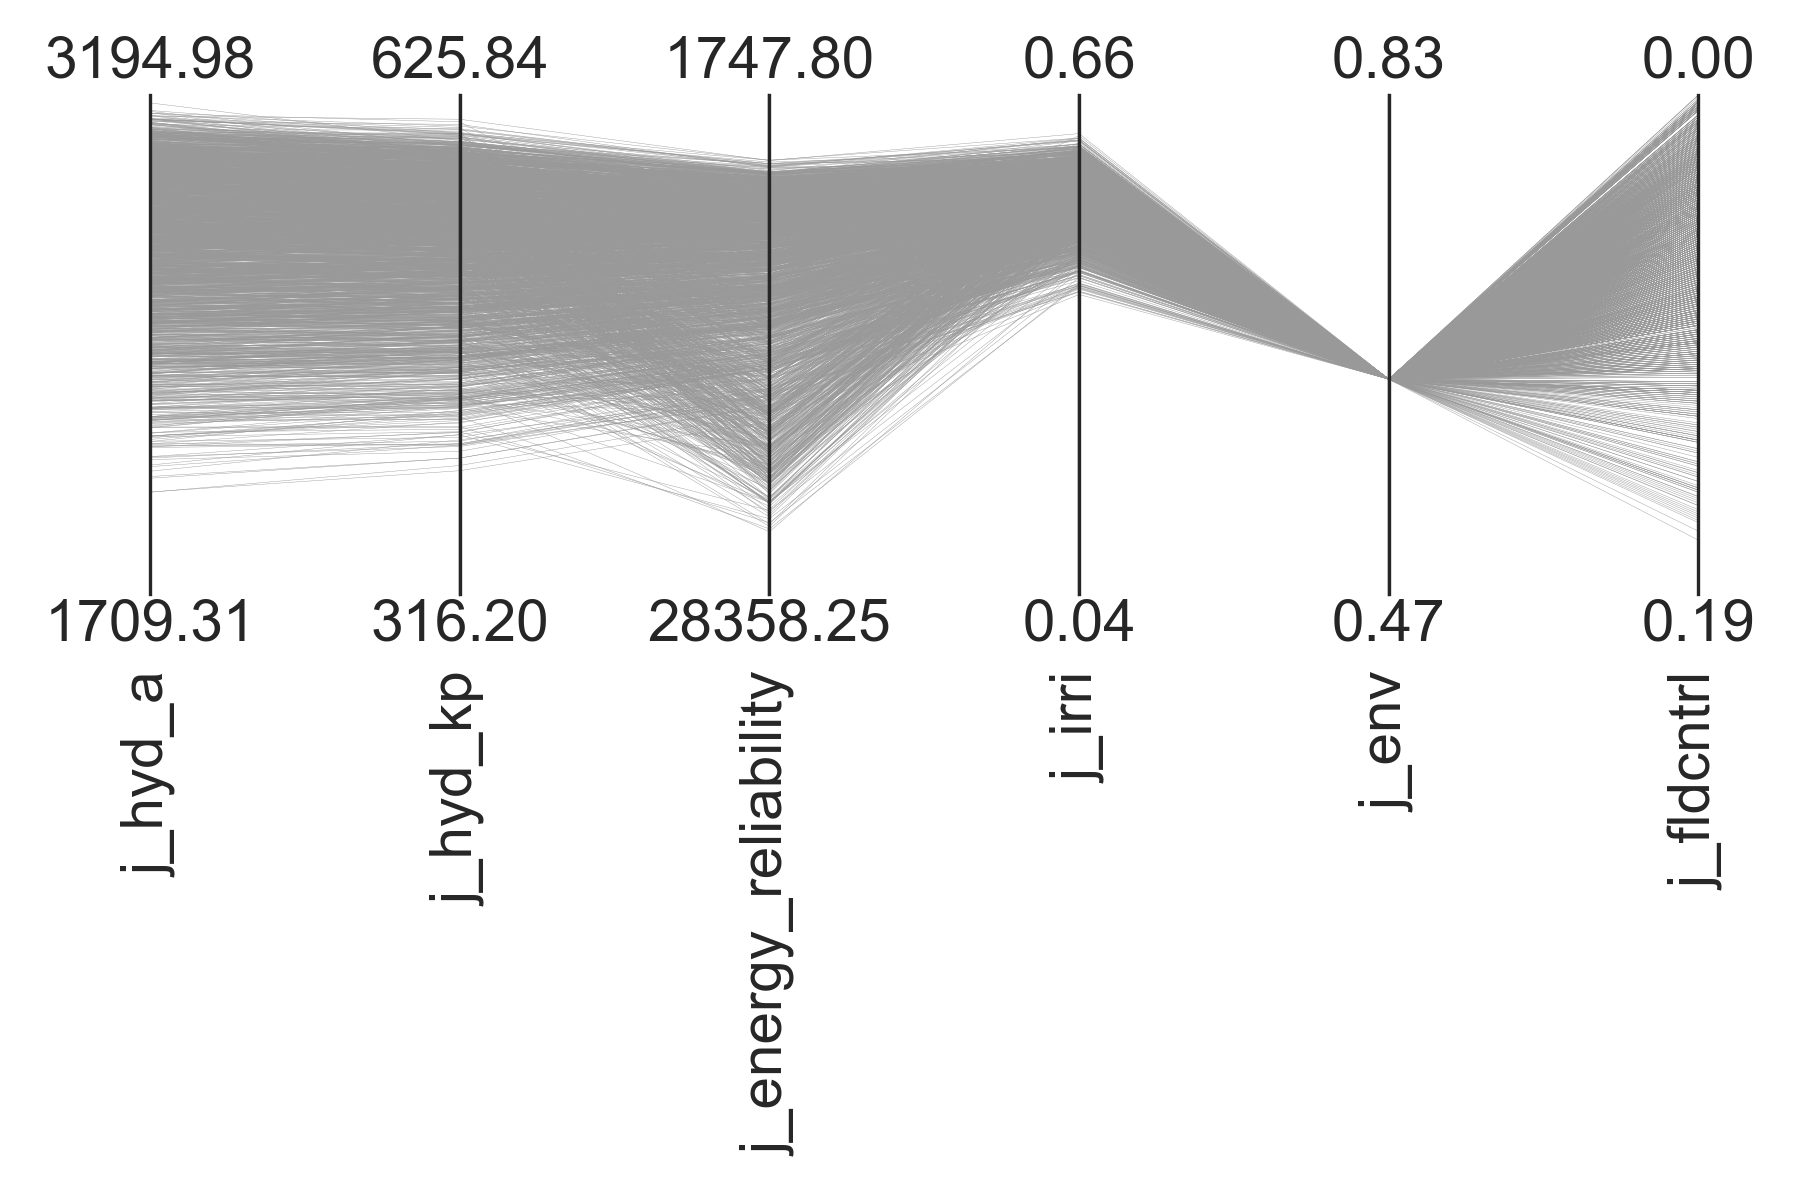 3194.98 625.84 1747.80 0.66 0.83 0.00
1709.31 316.20 28358.25 0.04 0.47 0.19
j_hyd_a
j_hyd_kp
j_energy_reliability
j_irri
j_env
j_fldcntrl